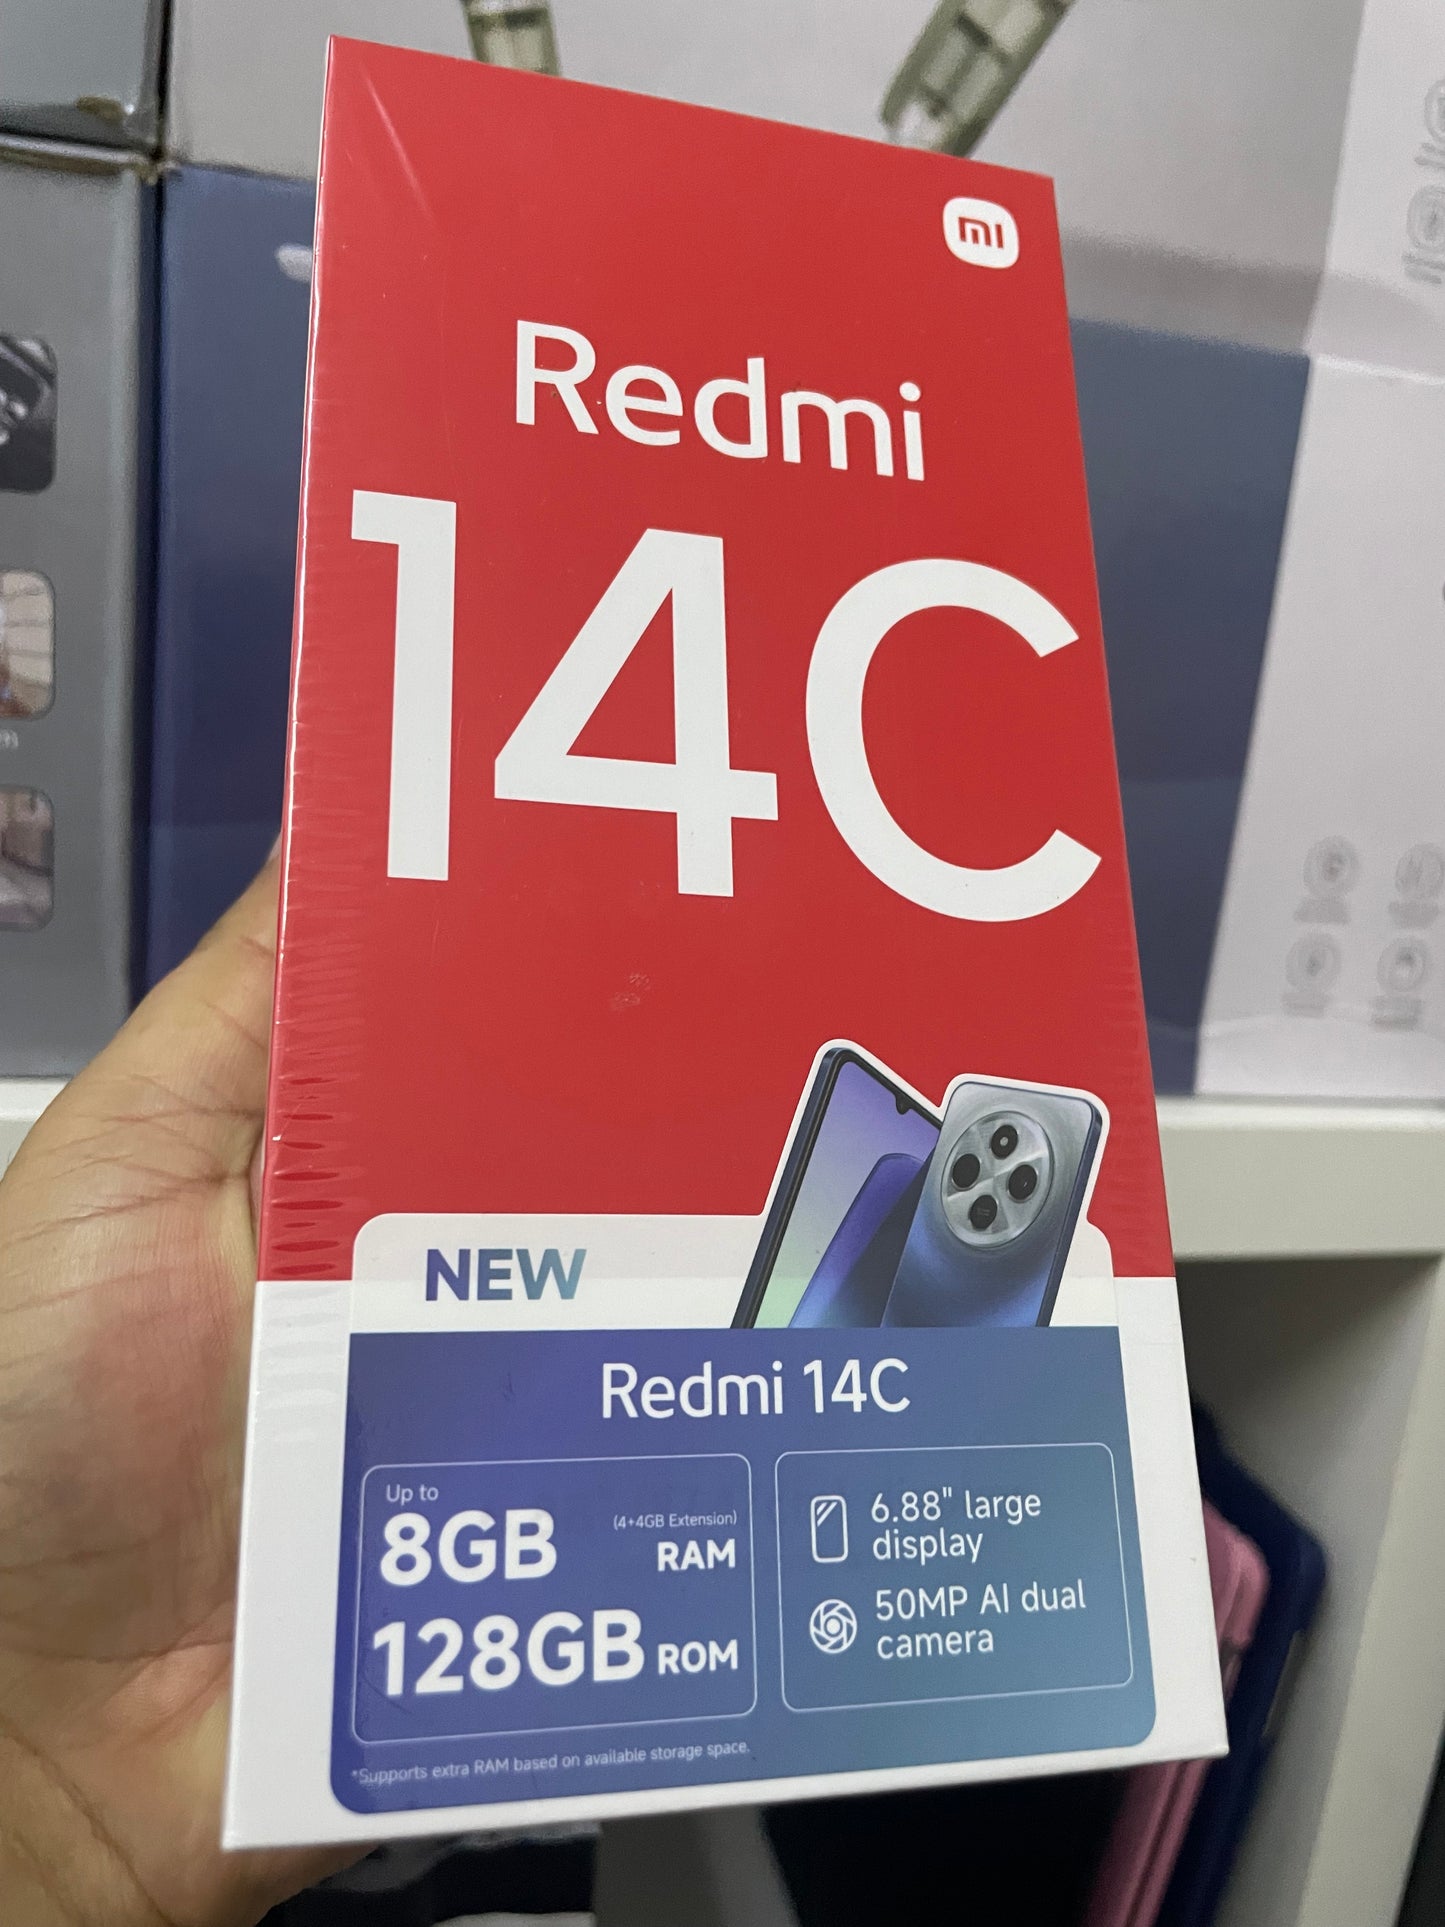 mi
Redmi
14C
NEW
Redmi 14C
Up to
8GB (4+4GB Extension) RAM
128GB ROM
6.88" large
display
50MP AI dual
camera
*Supports extra RAM based on available storage space.